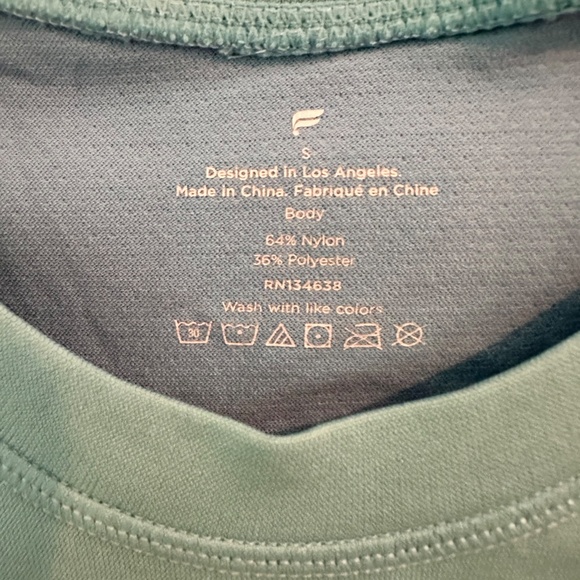 S
Designed in Los Angeles.
Made in China. Fabriqué en Chine
Body
64% Nylon
36% Polyester
RN134638
Wash with like colors
30